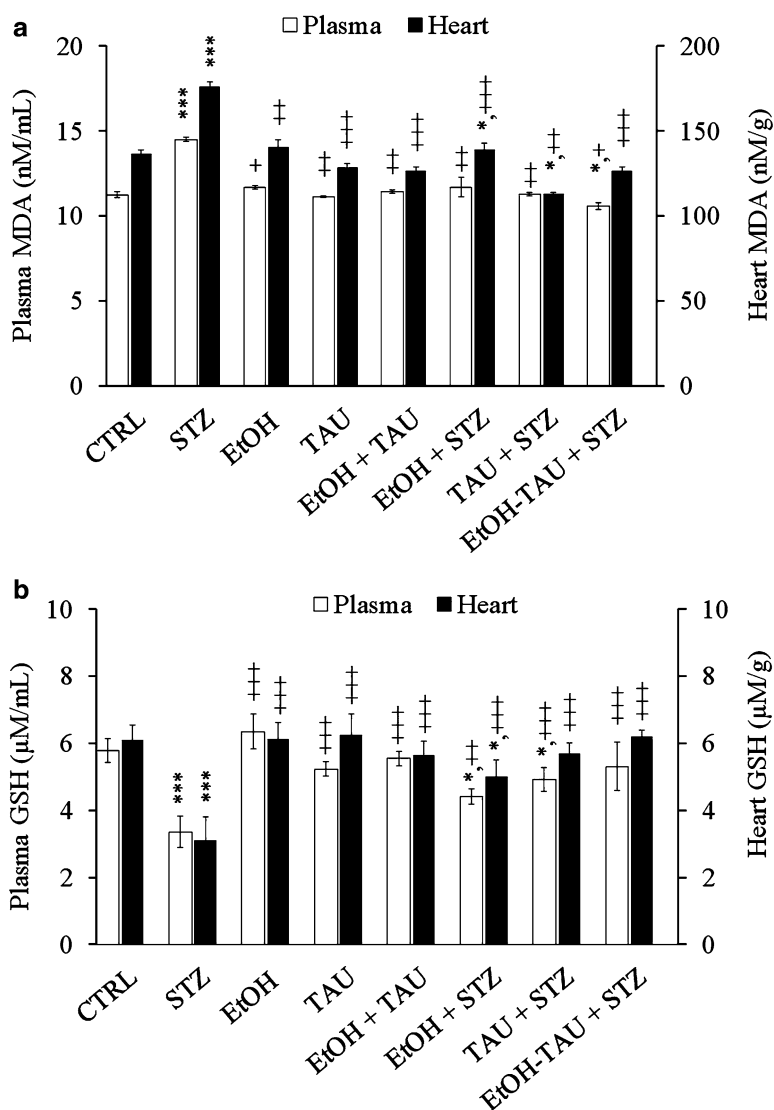 a
Plasma Heart
Plasma MDA (nM/mL)
20
15
10
5
0
***
***
+
‡
‡
‡‡
‡
‡‡
‡
*,‡‡
‡
*,‡
*,+
‡‡
200
150
100
50
0
Heart MDA (nM/g)
CTRL
STZ
EtOH
TAU
EtOH + TAU
EtOH + STZ
TAU + STZ
EtOH-TAU + STZ
b
Plasma Heart
Plasma GSH (µM/mL)
10
8
6
4
2
0
***
***
‡‡
‡‡
‡‡
‡‡
‡‡
‡‡
*,‡
*,‡‡
*,‡‡
‡‡
‡‡
‡‡
10
8
6
4
2
0
Heart GSH (µM/g)
CTRL
STZ
EtOH
TAU
EtOH + TAU
EtOH + STZ
TAU + STZ
EtOH-TAU + STZ